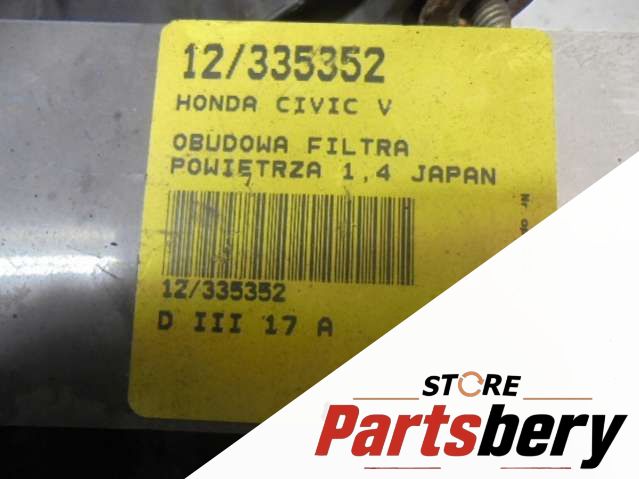 12/335352
HONDA CIVIC V
OBUDOWA FILTRA
POWIETRZA 1,4 JAPAN
12/335352
D III 17 A
STORE
Partsbery